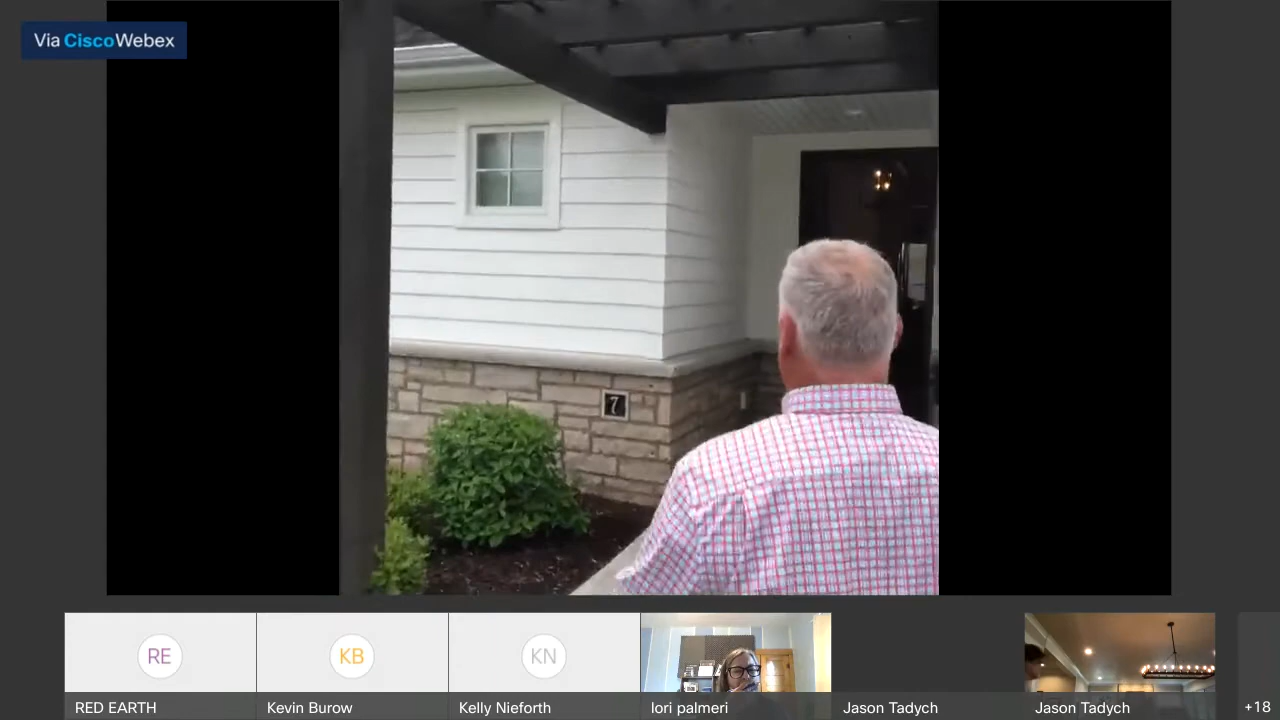 Via CiscoWebex
7
RE
KB
KN
RED EARTH
Kevin Burow
Kelly Nieforth
lori palmeri
Jason Tadych
Jason Tadych
+18